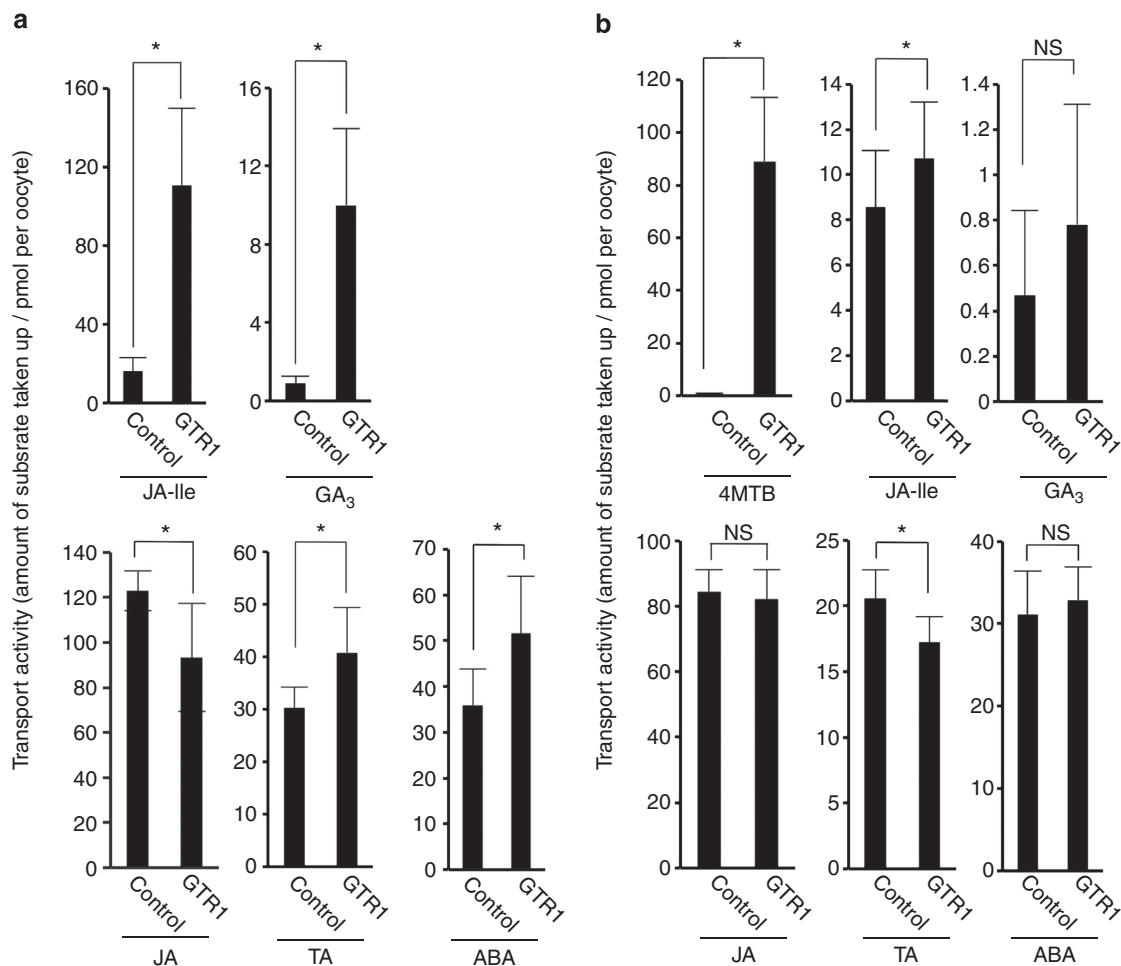 a
b
Transport activity (amount of subsrate taken up / pmol per oocyte)
*
160
120
80
40
0
Control
GTR1
JA-Ile
*
16
12
8
4
0
Control
GTR1
GA3
*
140
120
100
80
60
40
20
0
Control
GTR1
JA
*
60
50
40
30
30
10
0
Control
GTR1
TA
*
70
60
50
40
30
20
10
0
Control
GTR1
ABA
Transport activity (amount of subsrate taken up / pmol per oocyte)
*
120
100
80
60
40
20
0
Control
GTR1
4MTB
*
14
12
10
8
6
4
2
0
Control
GTR1
JA-Ile
NS
1.4
1.2
1
0.8
0.6
0.4
0.2
0
Control
GTR1
GA3
NS
100
80
60
40
80
20
0
Control
GTR1
JA
*
25
20
15
10
5
0
Control
GTR1
TA
NS
40
30
30
10
0
Control
GTR1
ABA